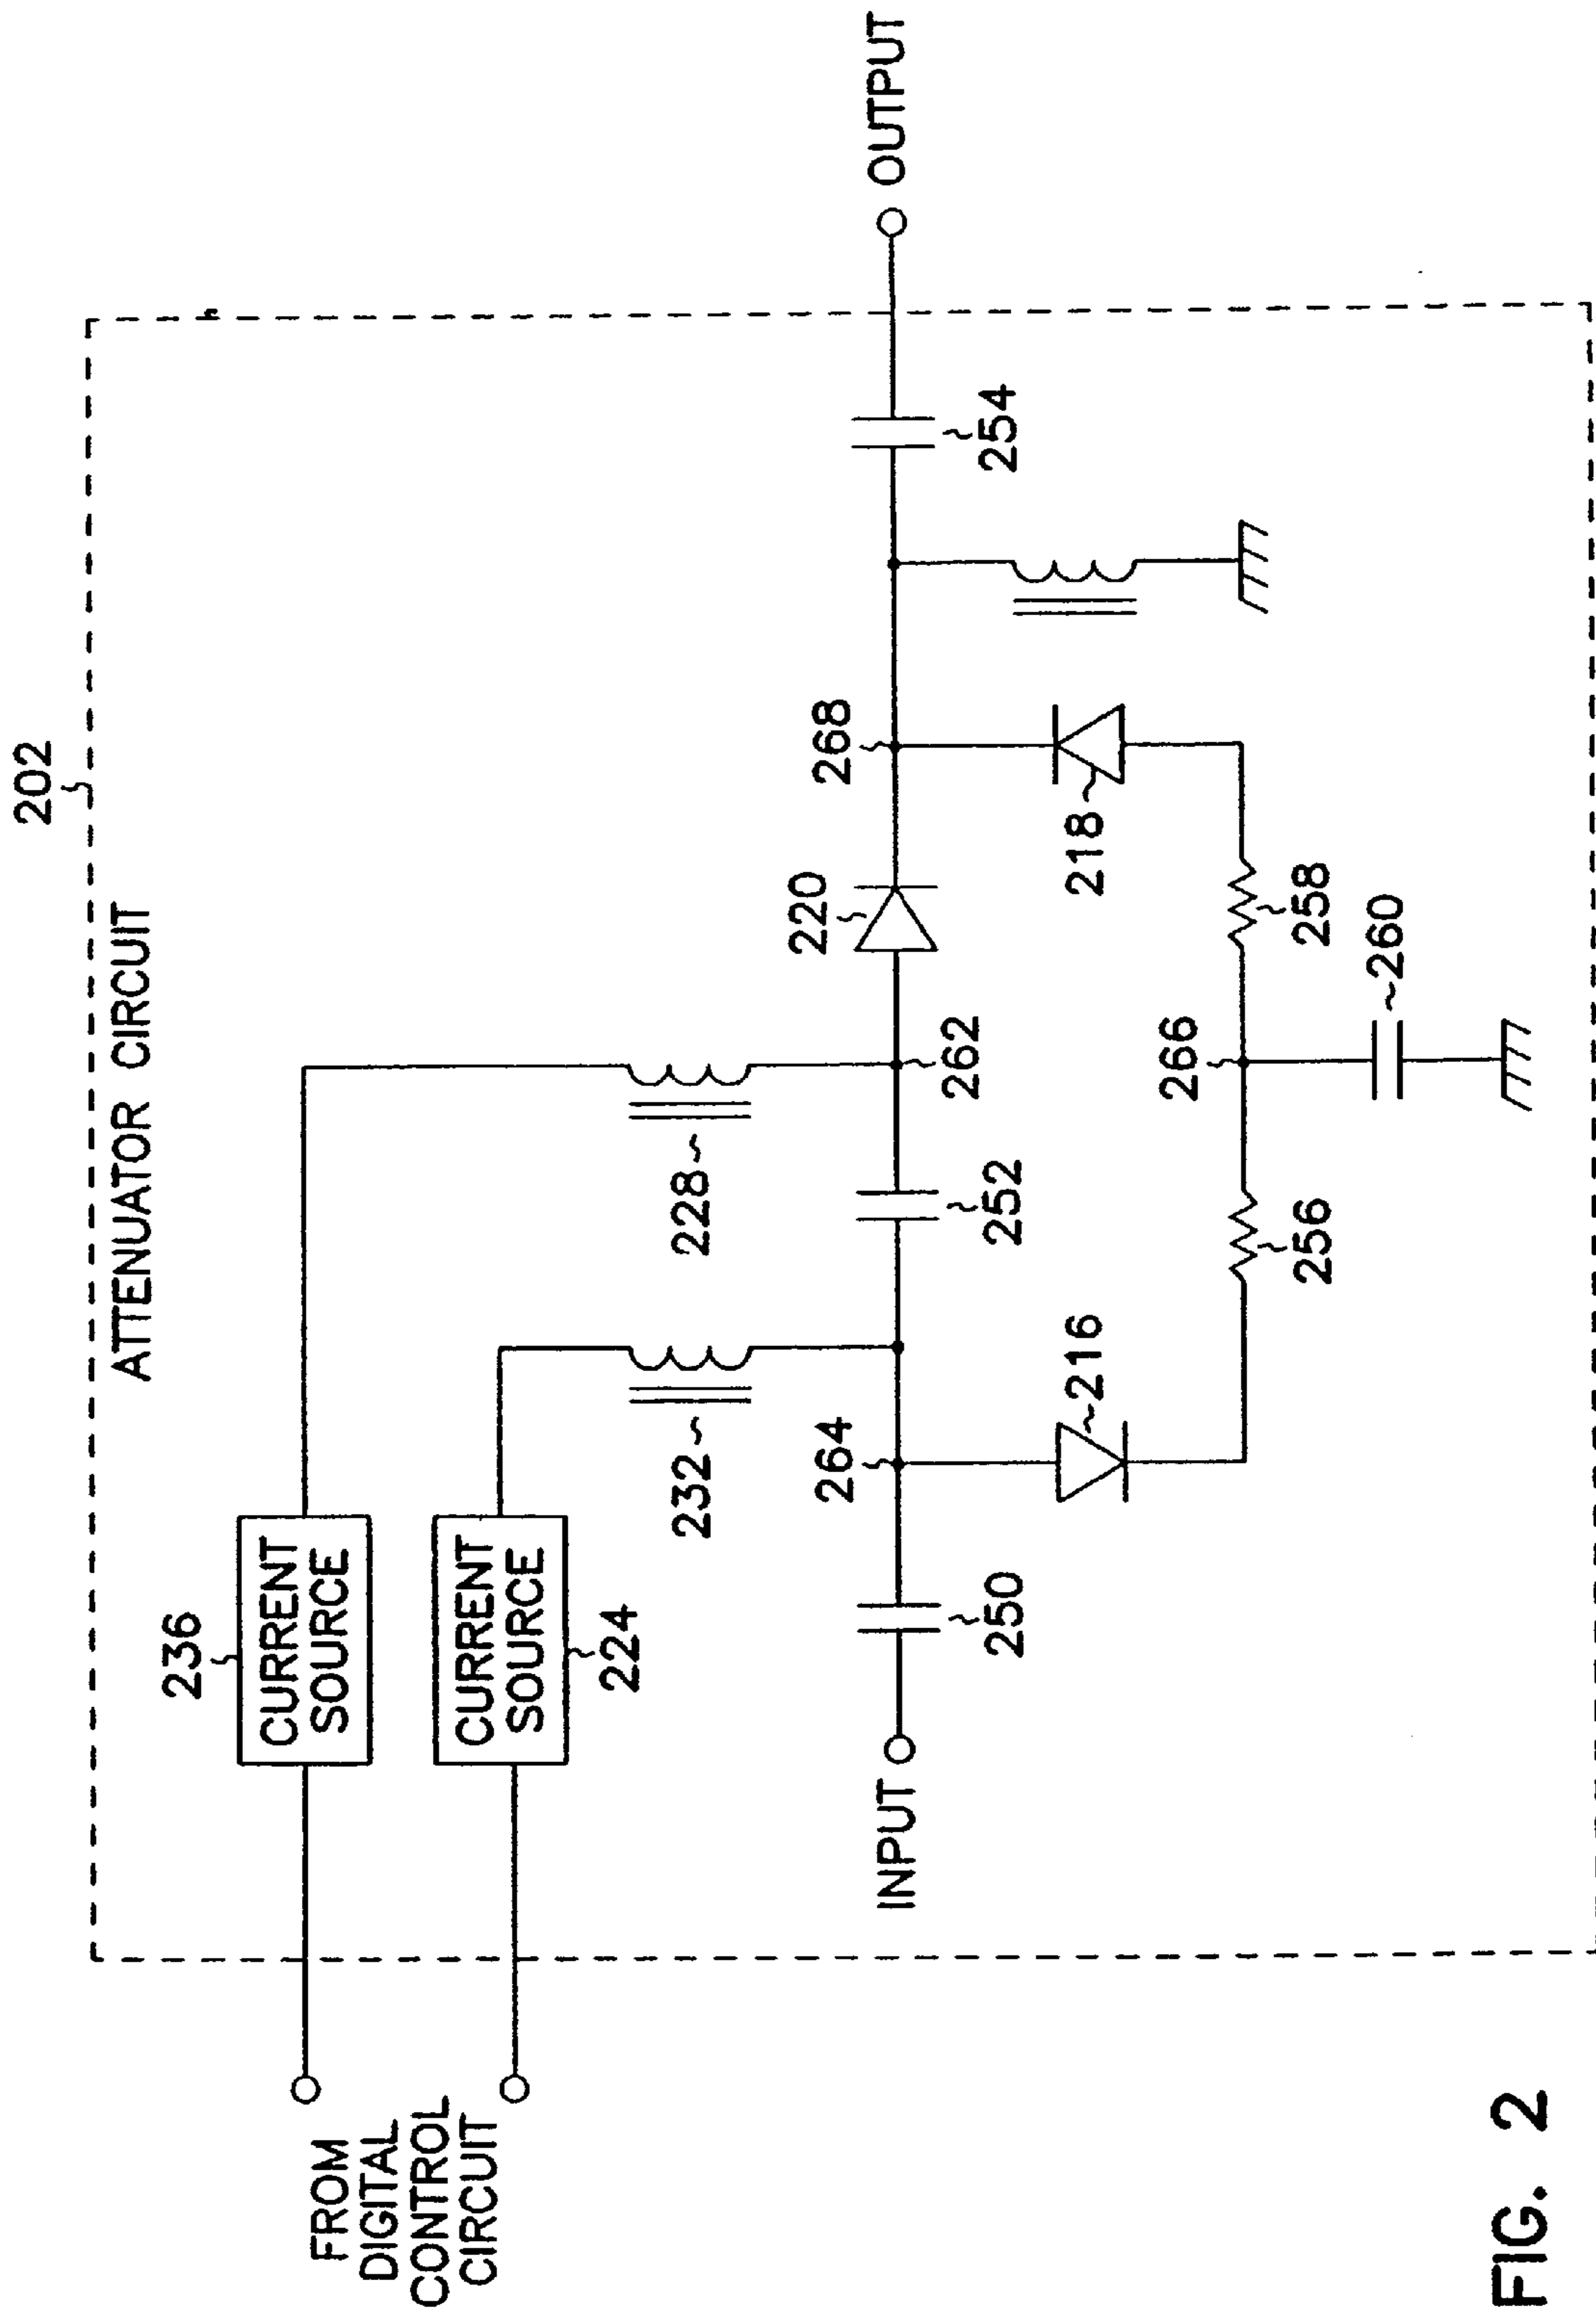 202
ATTENUATOR CIRCUIT
236
CURRENT
SOURCE
CURRENT
SOURCE
224
FROM
DIGITAL
CONTROL
CIRCUIT
232
228
264
220
268
INPUT
OUTPUT
250
252
262
254
216
218
266
256
258
260
FIG. 2